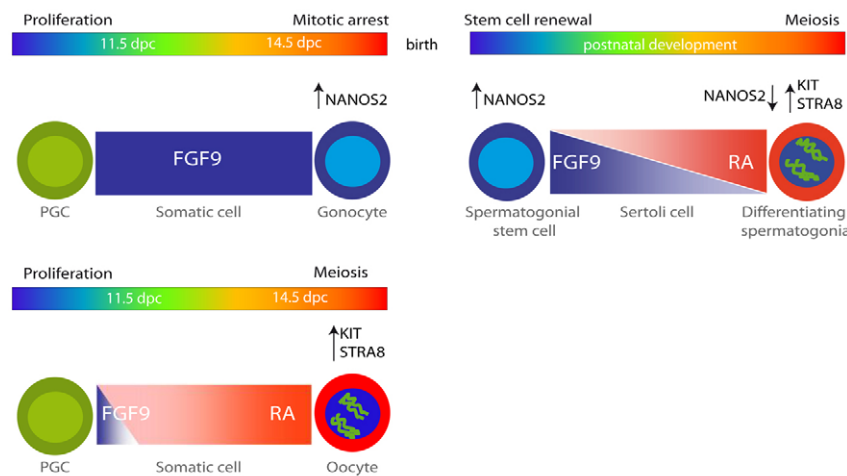 Proliferation
Mitotic arrest
11.5 dpc
14.5 dpc
birth
NANOS2
FGF9
PGC
Somatic cell
Gonocyte
Stem cell renewal
Meiosis
postnatal development
NANOS2
NANOS2
KIT
STRA8
FGF9
RA
Spermatogonial
stem cell
Sertoli cell
Differentiating
spermatogonia
Proliferation
Meiosis
11.5 dpc
14.5 dpc
KIT
STRA8
FGF9
RA
PGC
Somatic cell
Oocyte